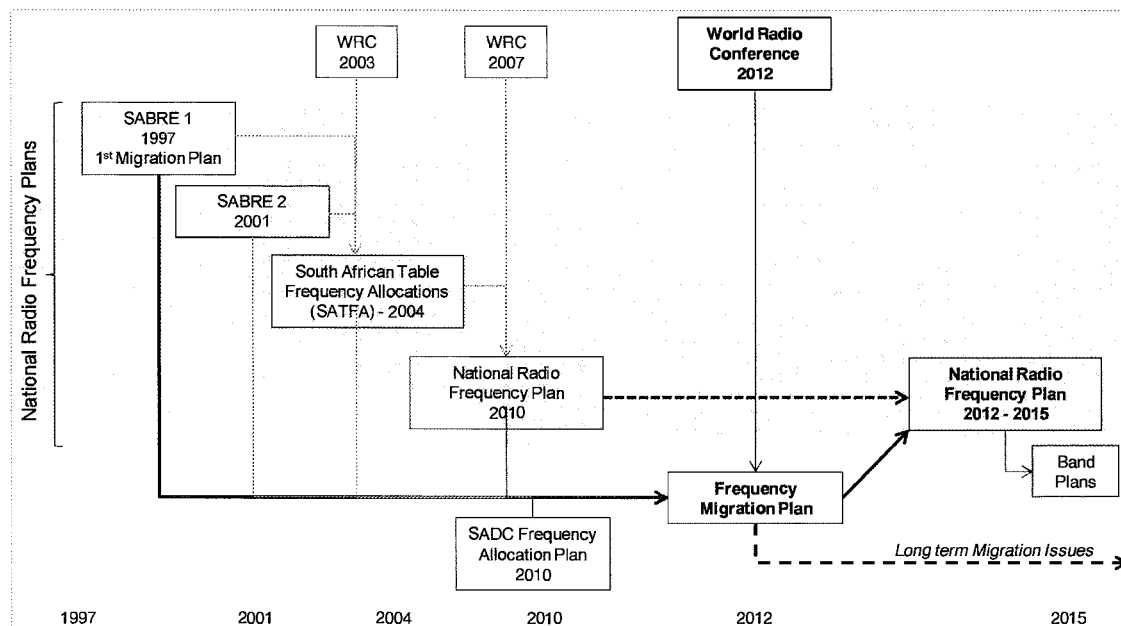 WRC
2003
WRC
2007
World Radio
Conference
2012
National Radio Frequency Plans
SABRE 1
1997
1st Migration Plan
SABRE 2
2001
South African Table
Frequency Allocations
(SATFA) - 2004
National Radio
Frequency Plan
2010
National Radio
Frequency Plan
2012 - 2015
Band
Plans
Frequency
Migration Plan
SADC Frequency
Allocation Plan
2010
Long term Migration Issues
1997
2001
2004
2010
2012
2015